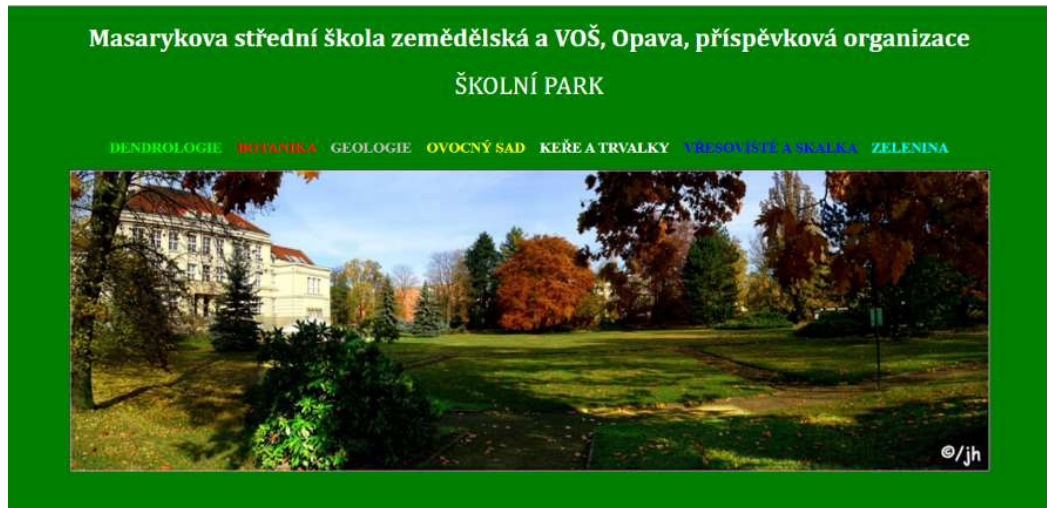 Masarykova střední škola zemědělská a VOŠ, Opava, příspěvková organizace
ŠKOLNÍ PARK
DENDROLOGIE BOTANIKA GEOLOGIE OVOCNÝ SAD KEŘE A TRVALKY VŘESOVIŠTĚ A SKALKA ZELENINA
©/jh